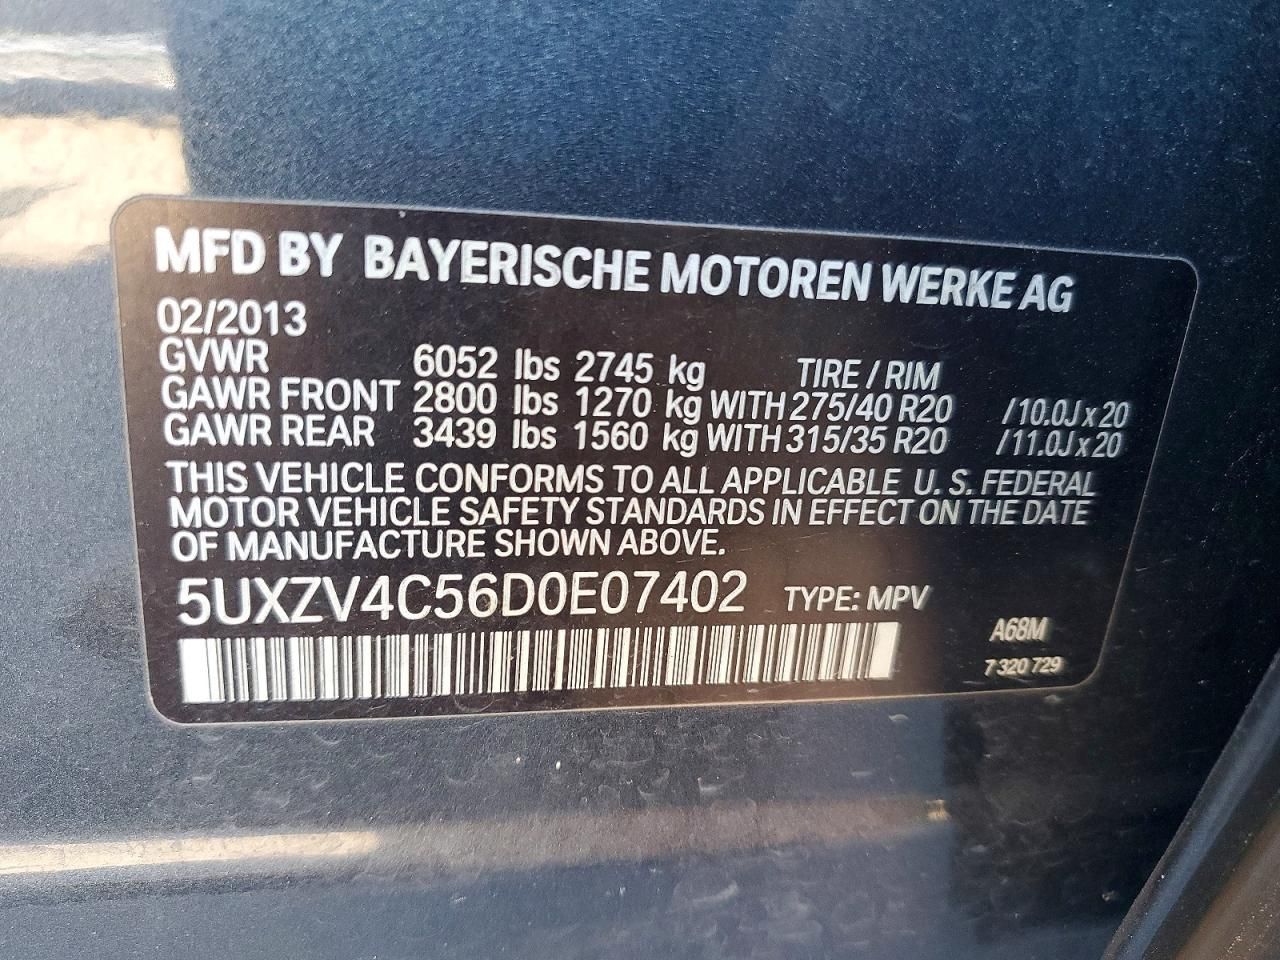 MFD BY BAYERISCHE MOTOREN WERKE AG
02/2013
GVWR 6052 lbs 2745 kg TIRE / RIM
GAWR FRONT 2800 lbs 1270 kg WITH 275/40 R20 /10.0J x 20
GAWR REAR 3439 lbs 1560 kg WITH 315/35 R20 /11.0J x 20
THIS VEHICLE CONFORMS TO ALL APPLICABLE U. S. FEDERAL
MOTOR VEHICLE SAFETY STANDARDS IN EFFECT ON THE DATE
OF MANUFACTURE SHOWN ABOVE.
5UXZV4C56D0E07402 TYPE: MPV
A68M
7 320 729